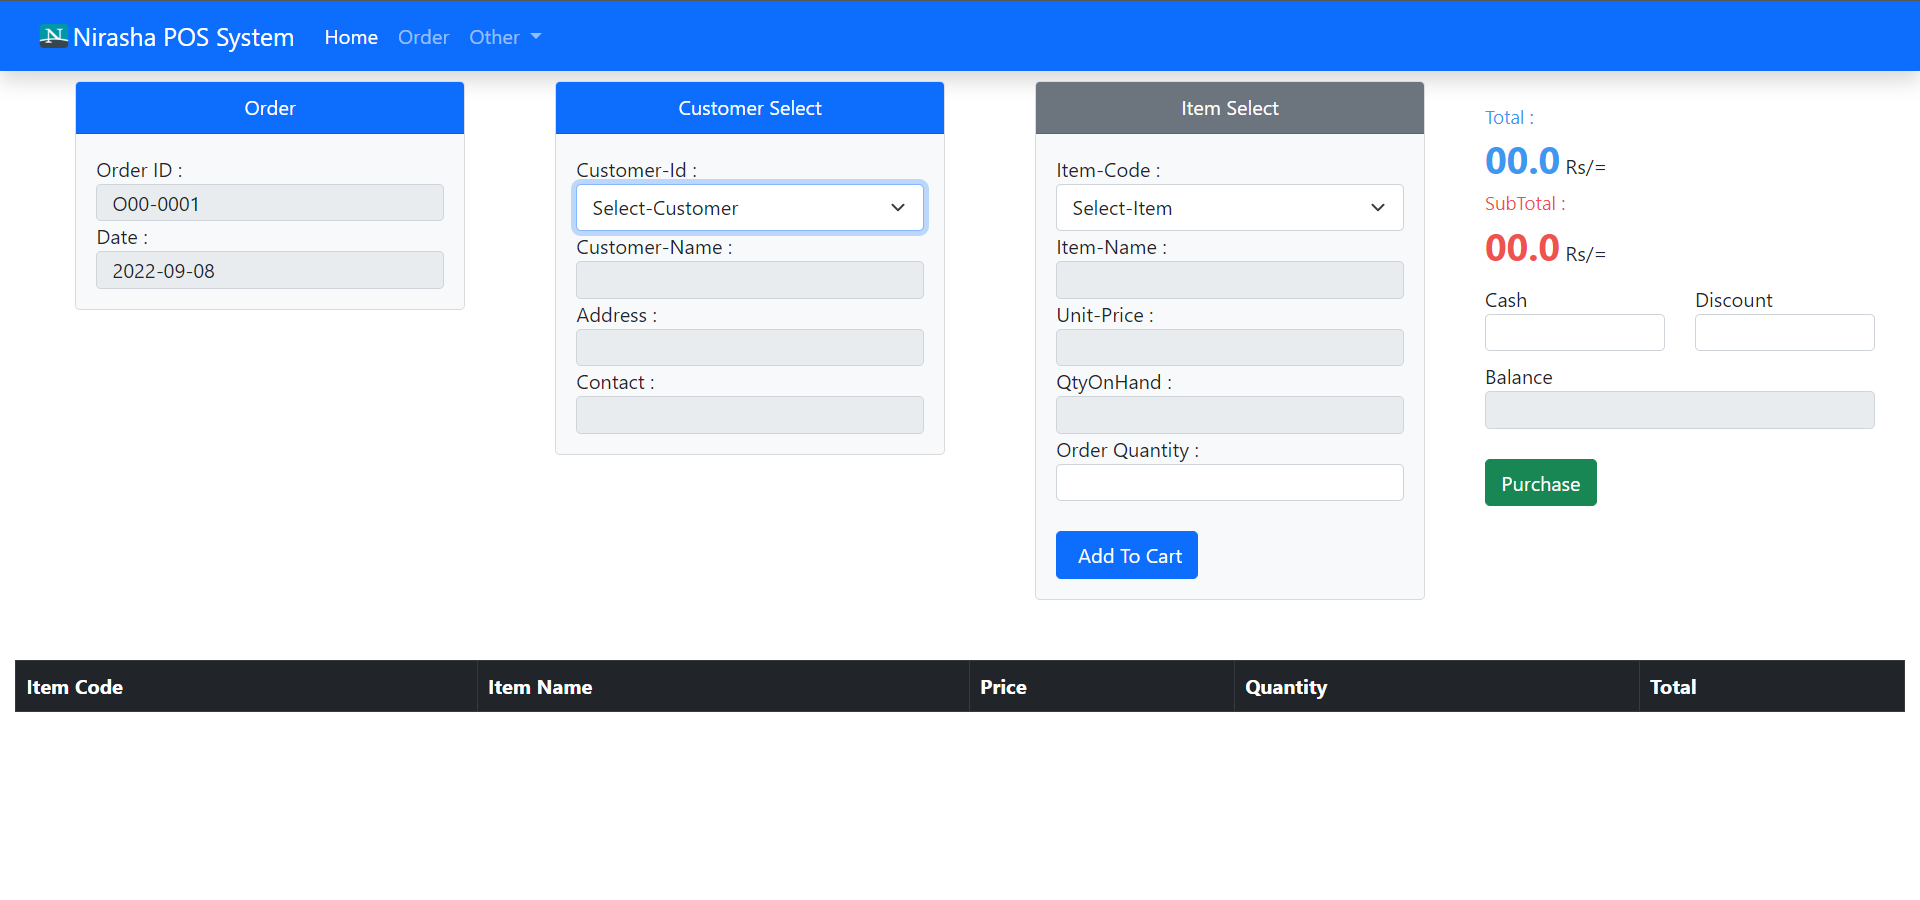 N Nirasha POS System Home Order Other
Order
Order ID :
O00-0001
Date :
2022-09-08
Customer Select
Customer-Id :
Select-Customer
Customer-Name :
Address :
Contact :
Item Select
Item-Code :
Select-Item
Item-Name :
Unit-Price :
QtyOnHand :
Order Quantity :
Add To Cart
Total :
00.0 Rs/=
SubTotal :
00.0 Rs/=
Cash Discount
Balance
Purchase
Item Code Item Name Price Quantity Total